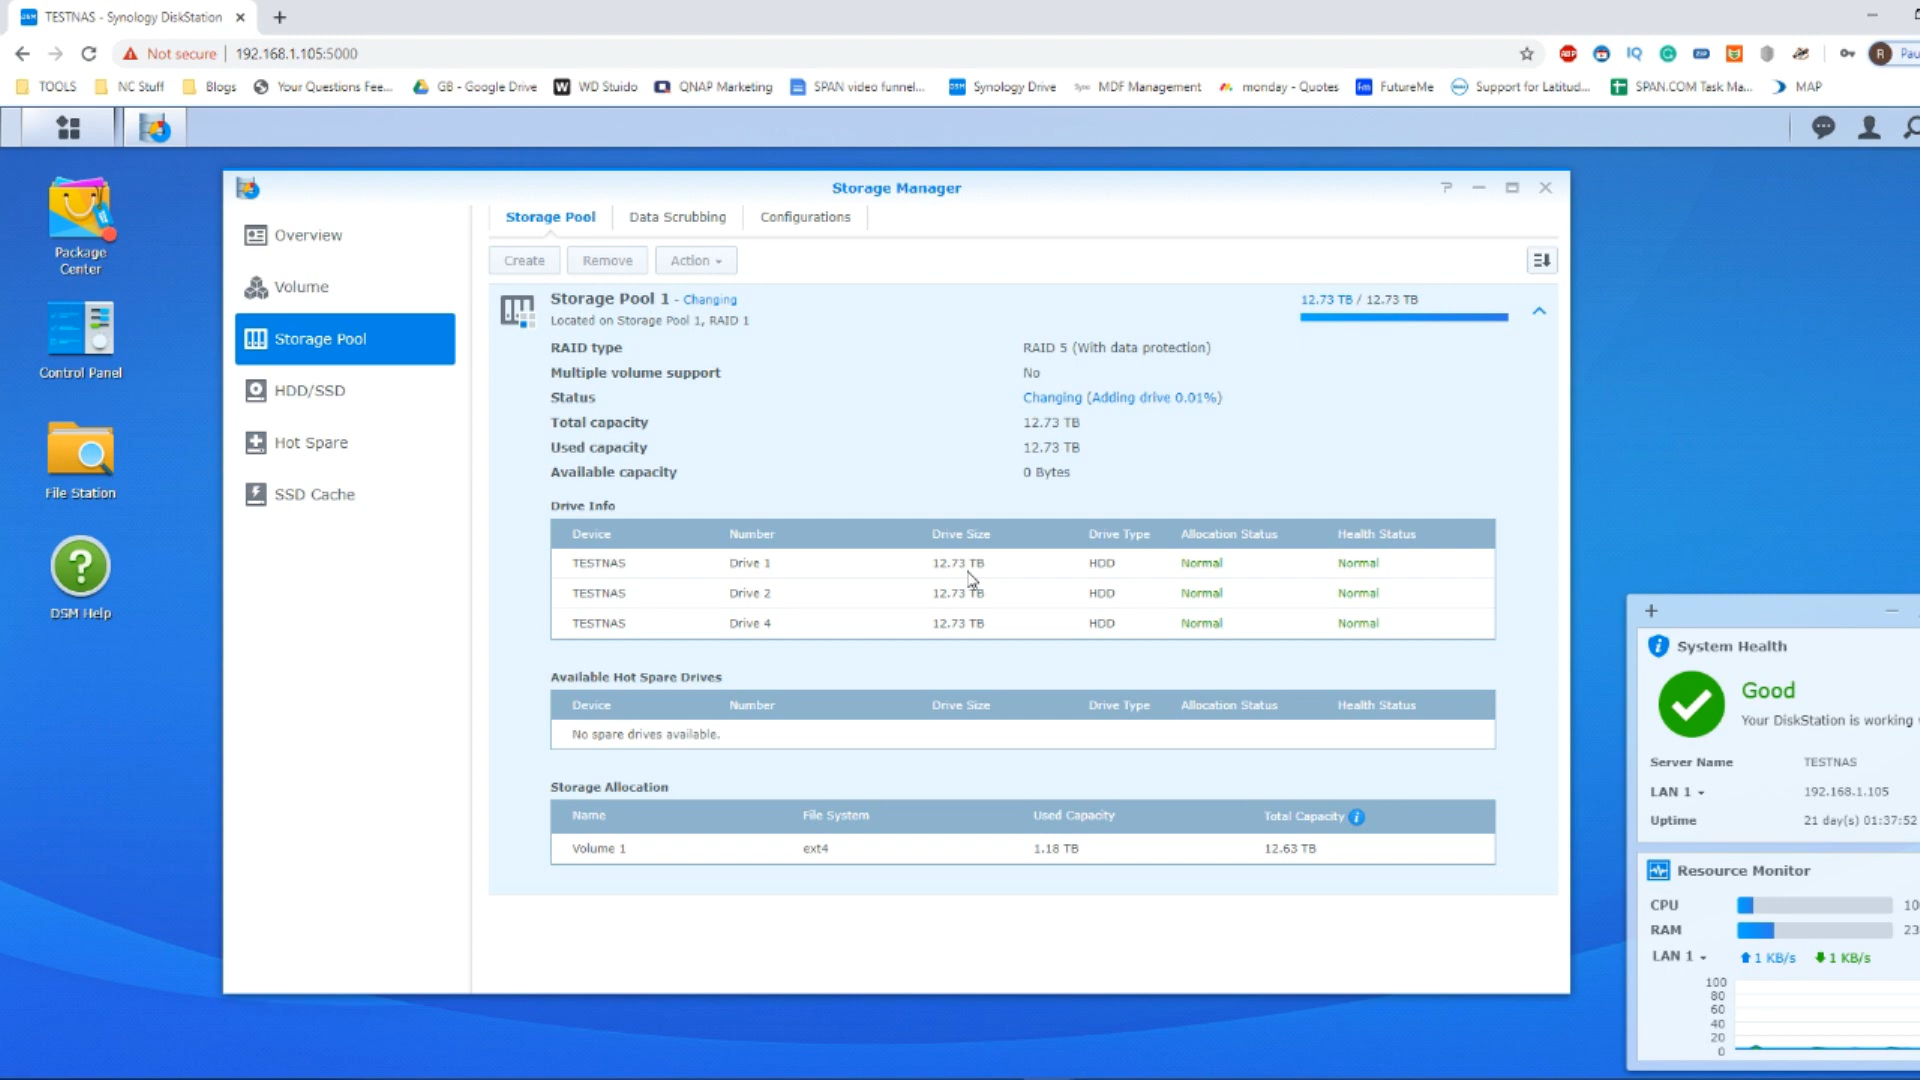 TESTNAS - Synology DiskStation
Not secure | 192.168.1.105:5000
TOOLS
NC Stuff
Blogs
Your Questions Fee...
GB - Google Drive
WD Stuido
QNAP Marketing
SPAN video funnel...
Synology Drive
MDF Management
monday - Quotes
FutureMe
Support for Latitud...
SPAN.COM Task Ma...
MAP
Package
Center
Control Panel
File Station
DSM Help
Storage Manager
Overview
Volume
Storage Pool
HDD/SSD
Hot Spare
SSD Cache
Storage Pool
Data Scrubbing
Configurations
Create
Remove
Action
Storage Pool 1 - Changing
12.73 TB / 12.73 TB
Located on Storage Pool 1, RAID 1
RAID type
RAID 5 (With data protection)
Multiple volume support
No
Status
Changing (Adding drive 0.01%)
Total capacity
12.73 TB
Used capacity
12.73 TB
Available capacity
0 Bytes
Drive Info
Device Number Drive Size Drive Type Allocation Status Health Status
TESTNAS Drive 1 12.73 TB HDD Normal Normal
TESTNAS Drive 2 12.73 TB HDD Normal Normal
TESTNAS Drive 4 12.73 TB HDD Normal Normal
Available Hot Spare Drives
Device Number Drive Size Drive Type Allocation Status Health Status
No spare drives available.
Storage Allocation
Name File System Used Capacity Total Capacity
Volume 1 ext4 1.18 TB 12.63 TB
System Health
Good
Your DiskStation is working
Server Name TESTNAS
LAN 1 192.168.1.105
Uptime 21 day(s) 01:37:52
Resource Monitor
CPU 10
RAM 23
LAN 1 1 KB/s 1 KB/s
100
80
60
40
20
0